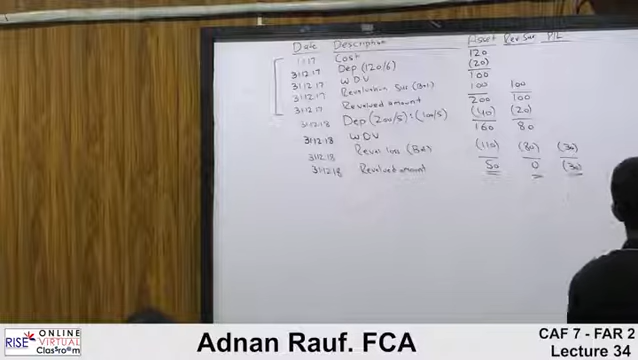 Date Description Asset Rev Sur P/L
1.1.17 Cost 120
31.12.17 Dep (120/6) (20)
31.12.17 WDV 100
31.12.17 Revaluation Sur (Bal) 100 100
31.12.17 Revalued amount 200 100
31.12.18 Dep (200/5) : (100/5) (40) (20)
31.12.18 WDV 160 80
31.12.18 Reval loss (Bal) (110) (80) (30)
31.12.18 Revalued amount 50 0 (30)
RISE ONLINE VIRTUAL Classroom
Adnan Rauf. FCA
CAF 7 - FAR 2
Lecture 34